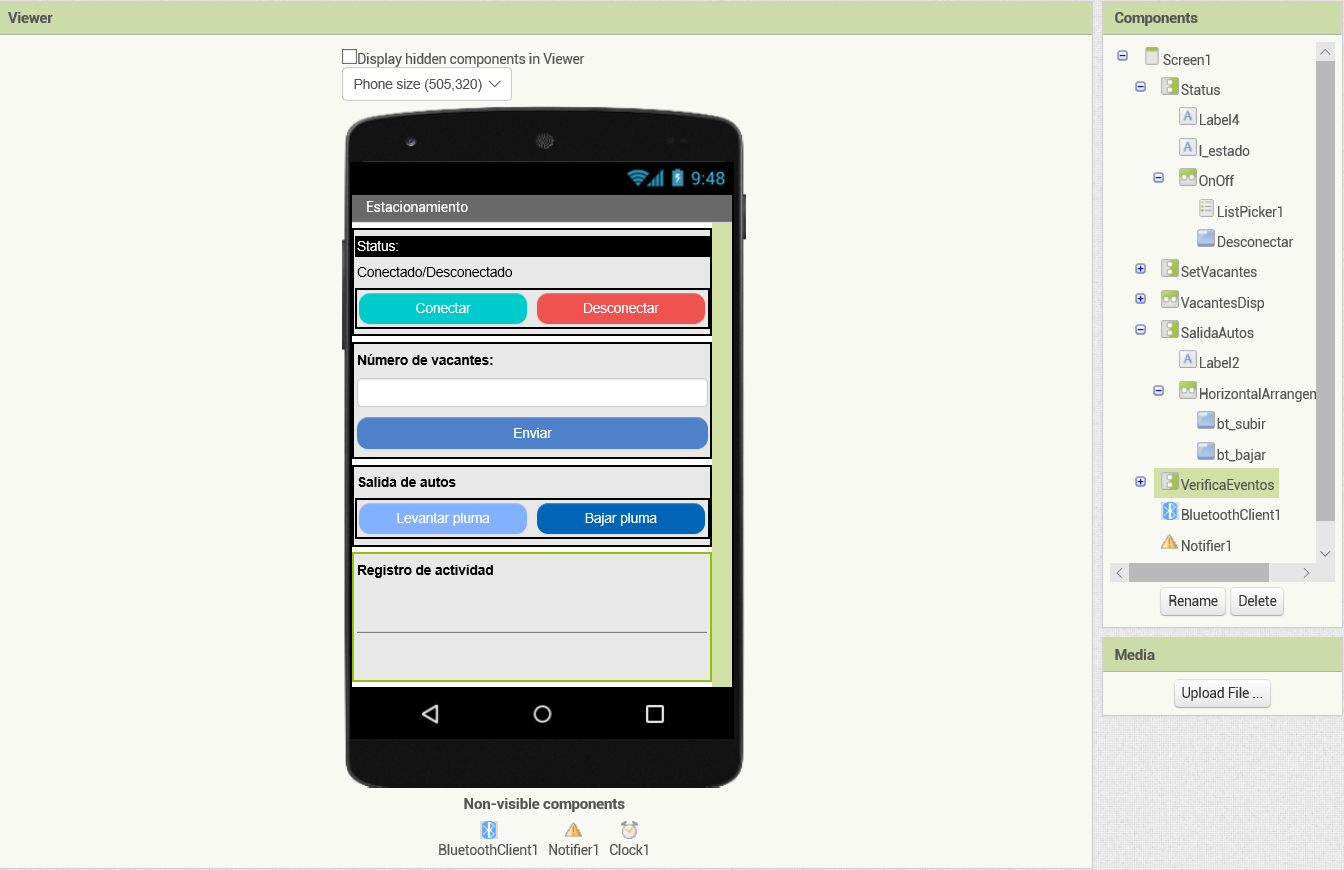 Viewer
Display hidden components in Viewer
Phone size (505,320)
9:48
Estacionamiento
Status:
Conectado/Desconectado
Conectar Desconectar
Número de vacantes:
Enviar
Salida de autos
Levantar pluma Bajar pluma
Registro de actividad
Non-visible components
BluetoothClient1 Notifier1 Clock1
Components
Screen1
Status
A Label4
A l_estado
OnOff
ListPicker1
Desconectar
SetVacantes
VacantesDisp
SalidaAutos
A Label2
HorizontalArrangem
bt_subir
bt_bajar
VerificaEventos
BluetoothClient1
Notifier1
Rename Delete
Media
Upload File ...